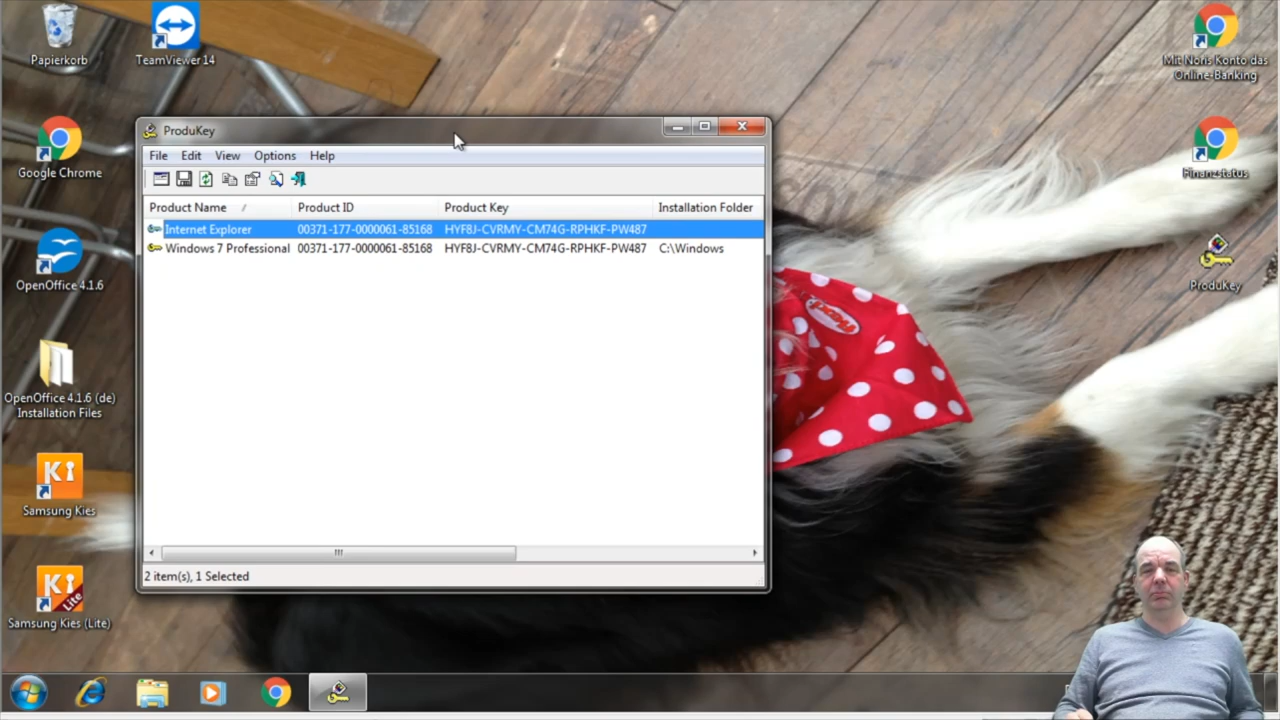 Papierkorb
TeamViewer 14
Mit Noris Konto das
Online-Banking
Google Chrome
Finanzstatus
OpenOffice 4.1.6
ProduKey
OpenOffice 4.1.6 (de)
Installation Files
Ki
Samsung Kies
Ki
Lite
Samsung Kies (Lite)
ProduKey
File Edit View Options Help
Product Name Product ID Product Key Installation Folder
Internet Explorer 00371-177-0000061-85168 HYF8J-CVRMY-CM74G-RPHKF-PW487
Windows 7 Professional 00371-177-0000061-85168 HYF8J-CVRMY-CM74G-RPHKF-PW487 C:\Windows
2 item(s), 1 Selected